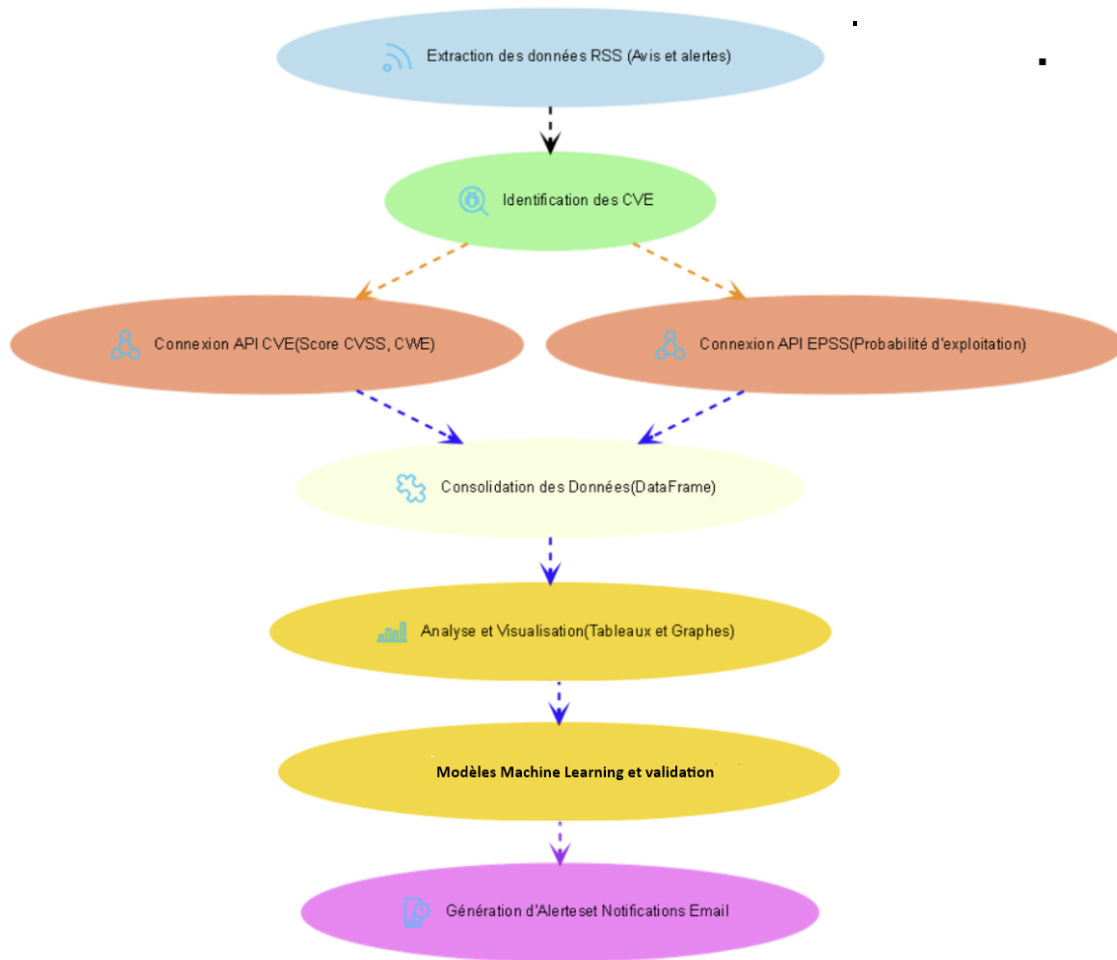 Extraction des données RSS (Avis et alertes)
Identification des CVE
Connexion API CVE(Score CVSS, CWE)
Connexion API EPSS(Probabilité d'exploitation)
Consolidation des Données(DataFrame)
Analyse et Visualisation(Tableaux et Graphes)
Modèles Machine Learning et validation
Génération d'Alerteset Notifications Email